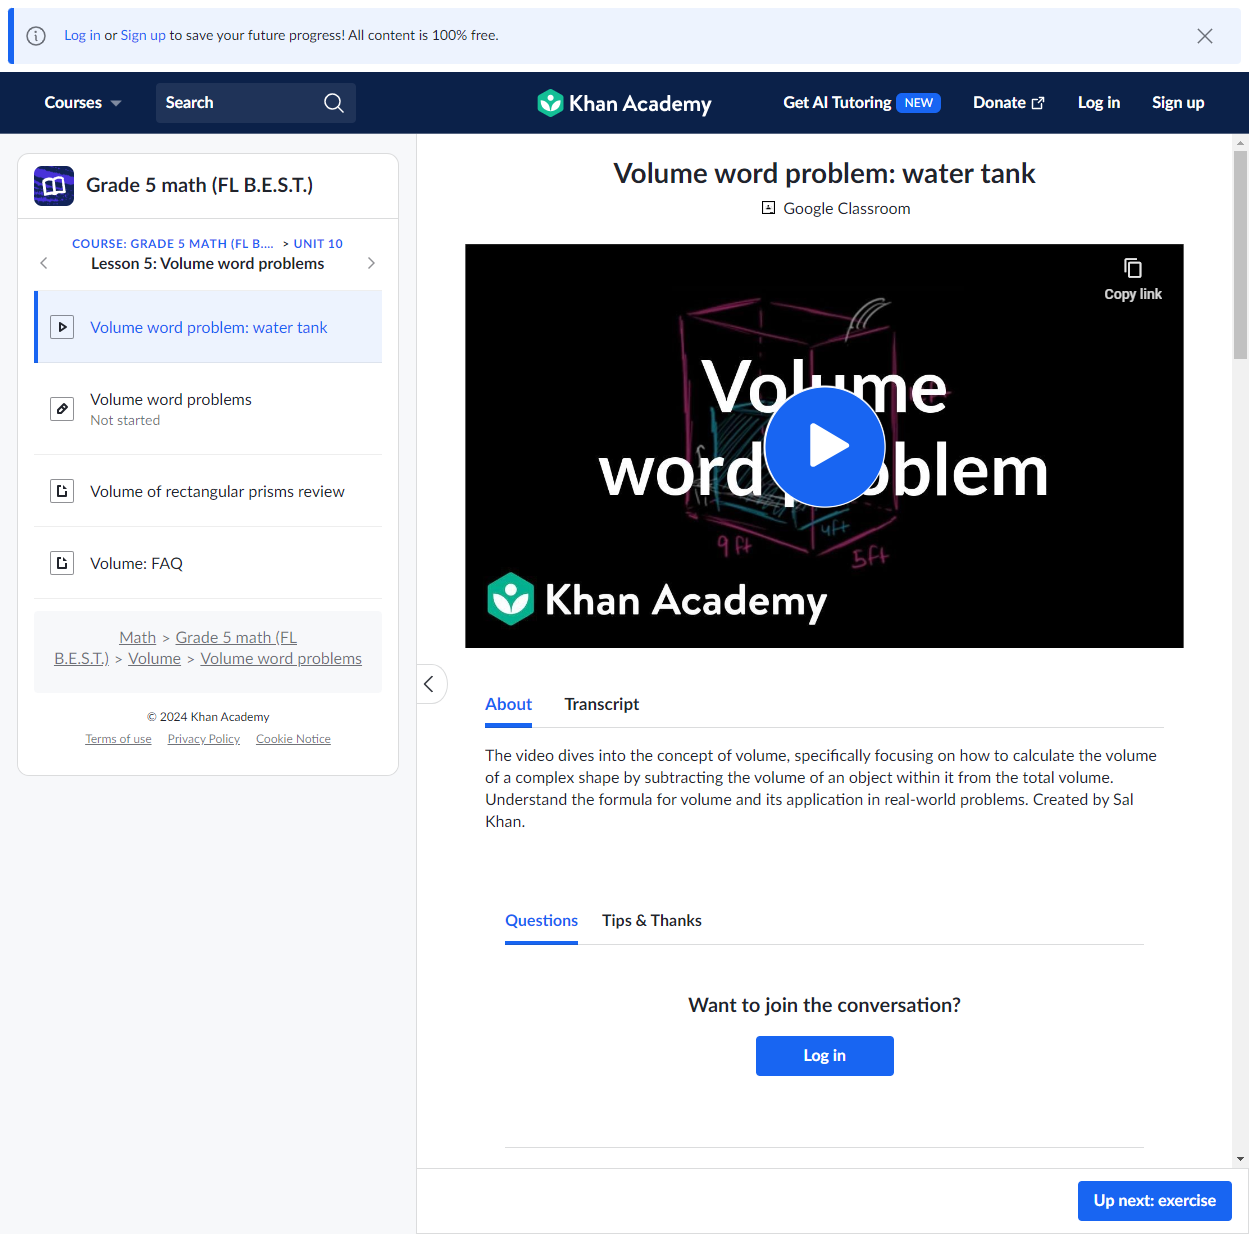 Log in or Sign up to save your future progress! All content is 100% free.
Courses
Search
Khan Academy
Get AI Tutoring NEW
Donate
Log in
Sign up
Grade 5 math (FL B.E.S.T.)
COURSE: GRADE 5 MATH (FL B.... > UNIT 10
Lesson 5: Volume word problems
Volume word problem: water tank
Volume word problems
Not started
Volume of rectangular prisms review
Volume: FAQ
Math > Grade 5 math (FL
B.E.S.T.) > Volume > Volume word problems
© 2024 Khan Academy
Terms of use Privacy Policy Cookie Notice
Volume word problem: water tank
Google Classroom
Copy link
Volume
word problem
4ft
9ft
5ft
Khan Academy
About Transcript
The video dives into the concept of volume, specifically focusing on how to calculate the volume
of a complex shape by subtracting the volume of an object within it from the total volume.
Understand the formula for volume and its application in real-world problems. Created by Sal
Khan.
Questions Tips & Thanks
Want to join the conversation?
Log in
Up next: exercise